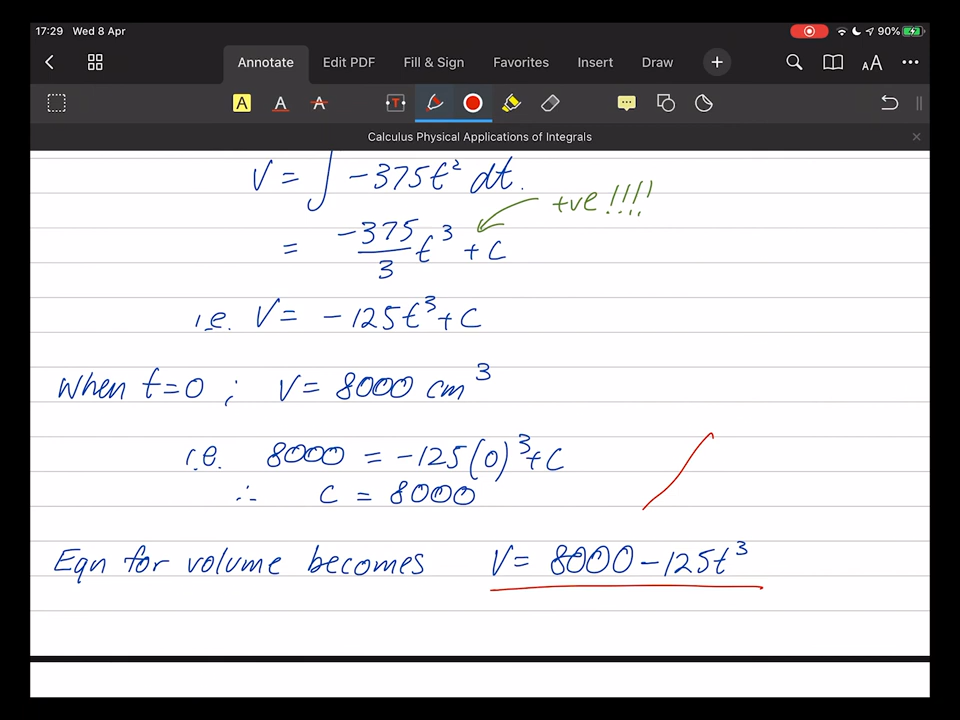 17:29 Wed 8 Apr 90%
Annotate Edit PDF Fill & Sign Favorites Insert Draw
AA
A A A T
Calculus Physical Applications of Integrals
V = ∫ -375t² dt.
+ve !!!!
= -375/3 t³ + c
i.e. V = -125t³ + c
When t=0 ; V = 8000 cm³
i.e. 8000 = -125(0)³ + c
∴ c = 8000
Eqn for volume becomes V = 8000 - 125t³